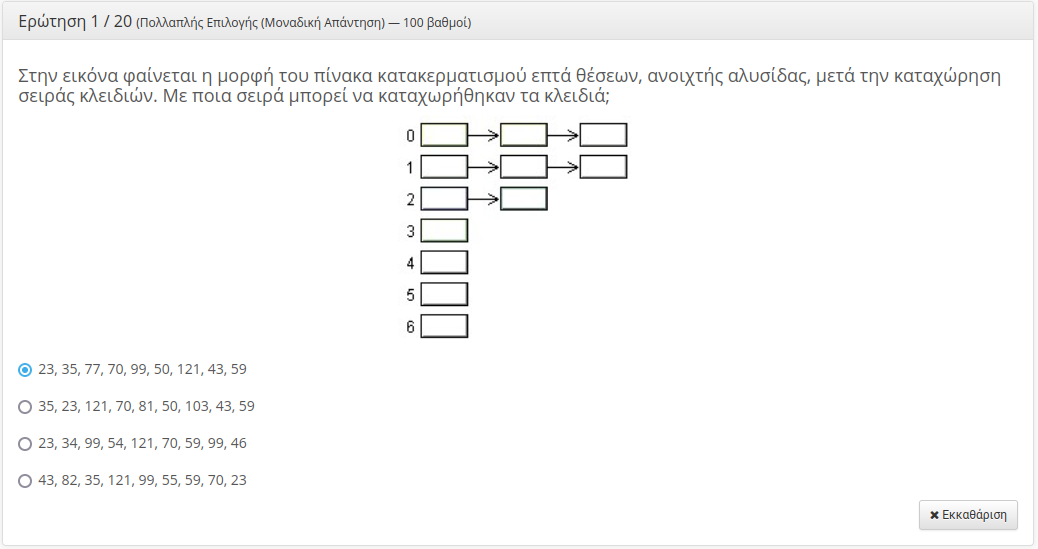 Ερώτηση 1 / 20 (Πολλαπλής Επιλογής (Μοναδική Απάντηση) — 100 βαθμοί)
Στην εικόνα φαίνεται η μορφή του πίνακα κατακερματισμού επτά θέσεων, ανοιχτής αλυσίδας, μετά την καταχώρηση
σειράς κλειδιών. Με ποια σειρά μπορεί να καταχωρήθηκαν τα κλειδιά;
0
1
2
3
4
5
6
23, 35, 77, 70, 99, 50, 121, 43, 59
35, 23, 121, 70, 81, 50, 103, 43, 59
23, 34, 99, 54, 121, 70, 59, 99, 46
43, 82, 35, 121, 99, 55, 59, 70, 23
✖ Εκκαθάριση